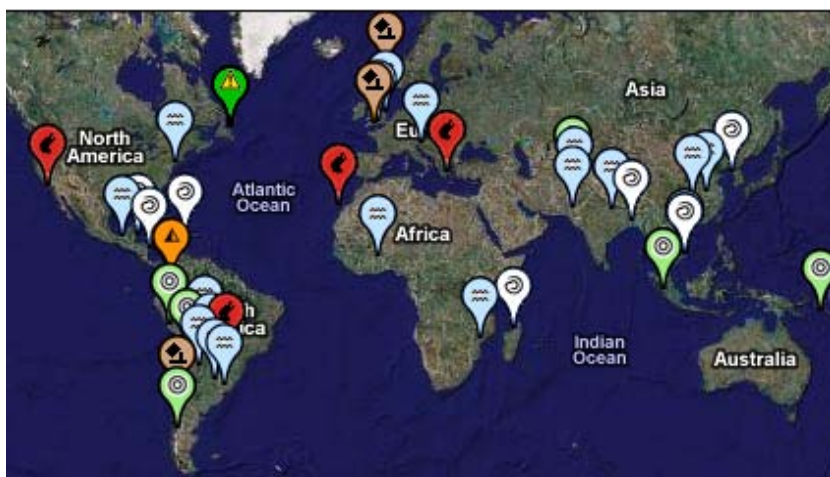 North
America
Atlantic
Ocean
Africa
Asia
Indian
Ocean
Australia